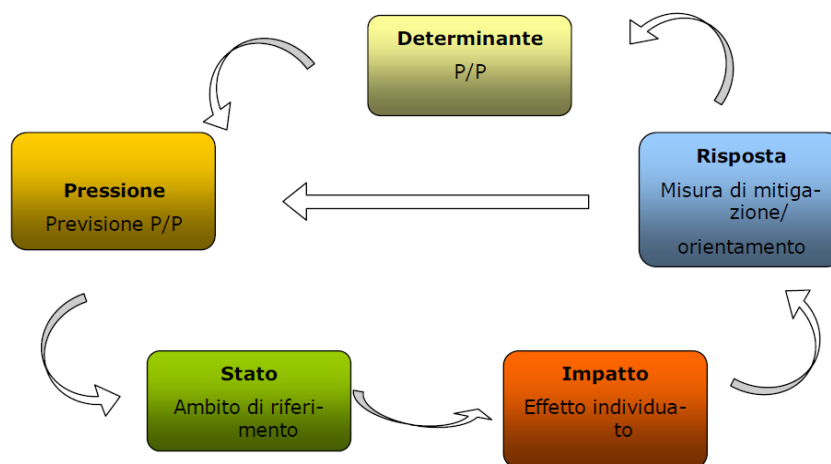 Determinante
P/P
Pressione
Previsione P/P
Risposta
Misura di mitiga-
zione/
orientamento
Stato
Ambito di riferi-
mento
Impatto
Effetto individua-
to